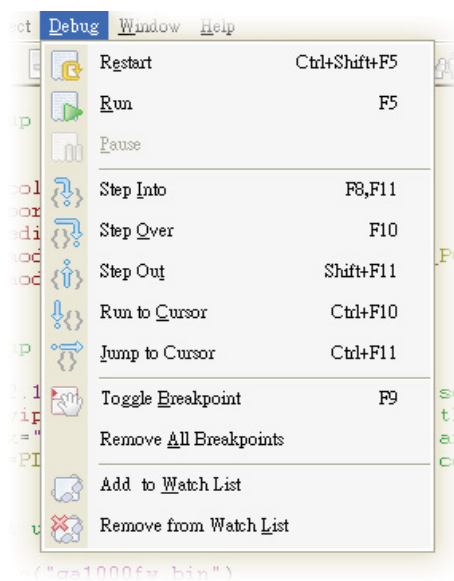 ct Debug Window Help
Restart Ctrl+Shift+F5
Run F5
Pause
Step Into F8,F11
Step Over F10
Step Out Shift+F11
Run to Cursor Ctrl+F10
Jump to Cursor Ctrl+F11
Toggle Breakpoint F9
Remove All Breakpoints
Add to Watch List
Remove from Watch List
"ga1000fw.bin")